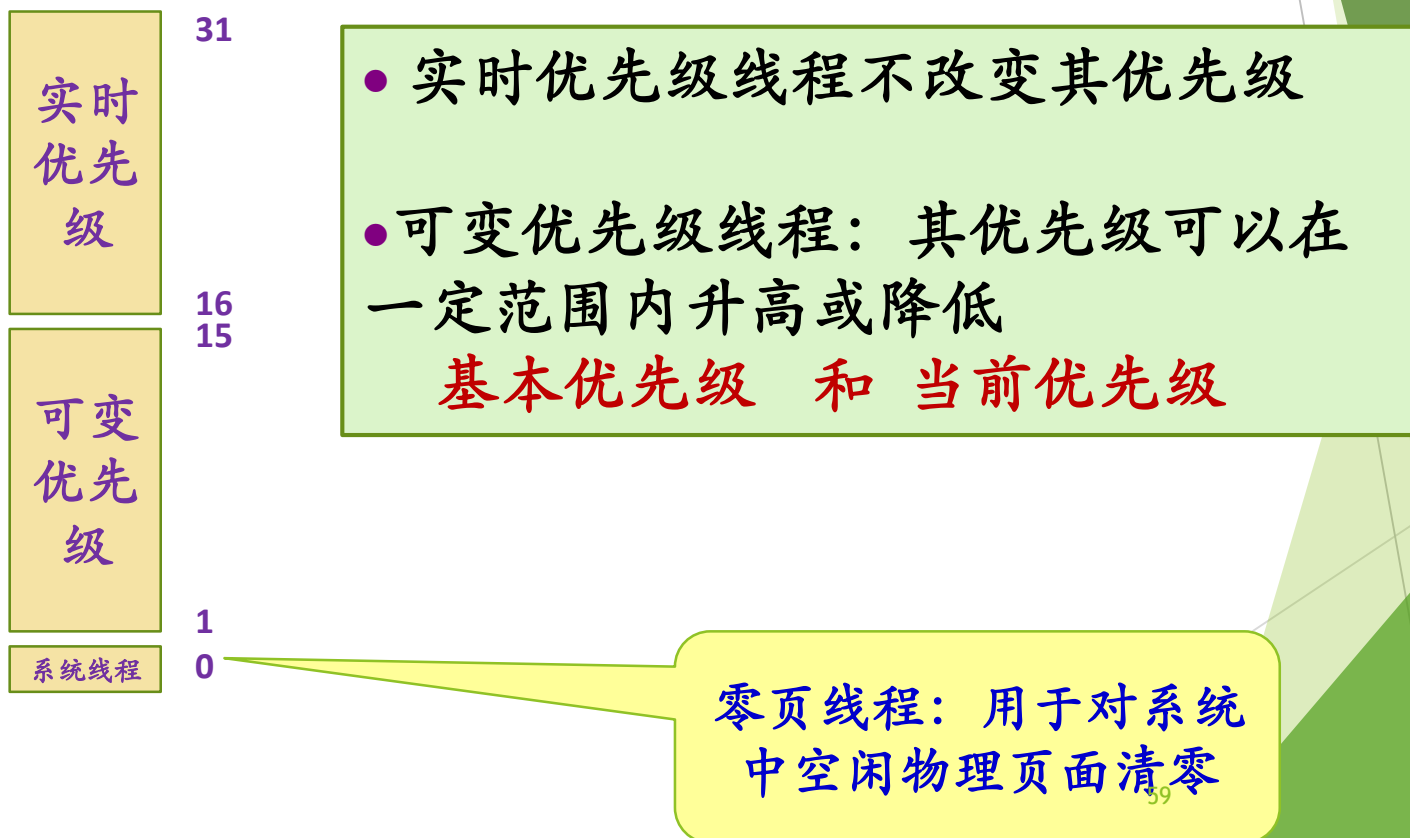 实时
优先
级
31
16
15
可变
优先
级
1
系统线程
0
● 实时优先级线程不改变其优先级
●可变优先级线程：其优先级可以在
一定范围内升高或降低
基本优先级 和 当前优先级
零页线程：用于对系统
中空闲物理页面清零
59